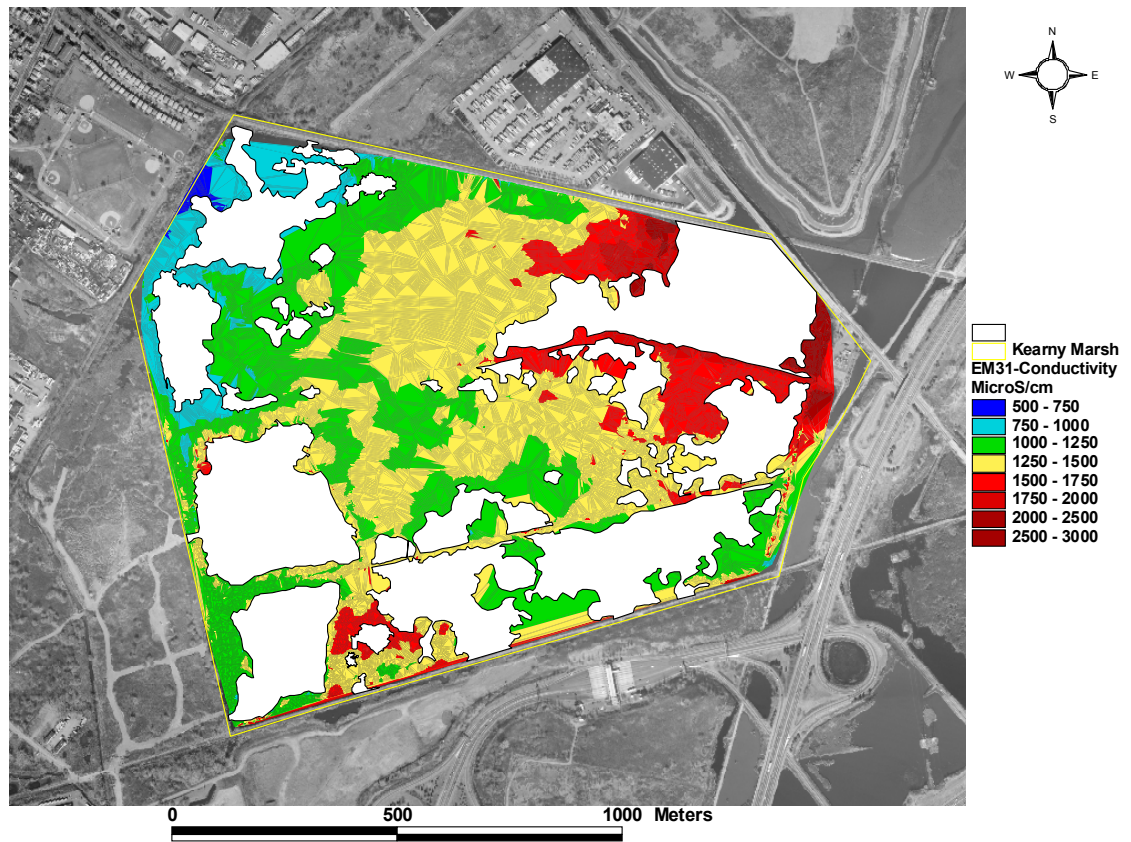 N
W E
S
Kearny Marsh
EM31-Conductivity
MicroS/cm
500 - 750
750 - 1000
1000 - 1250
1250 - 1500
1500 - 1750
1750 - 2000
2000 - 2500
2500 - 3000
0 500 1000 Meters